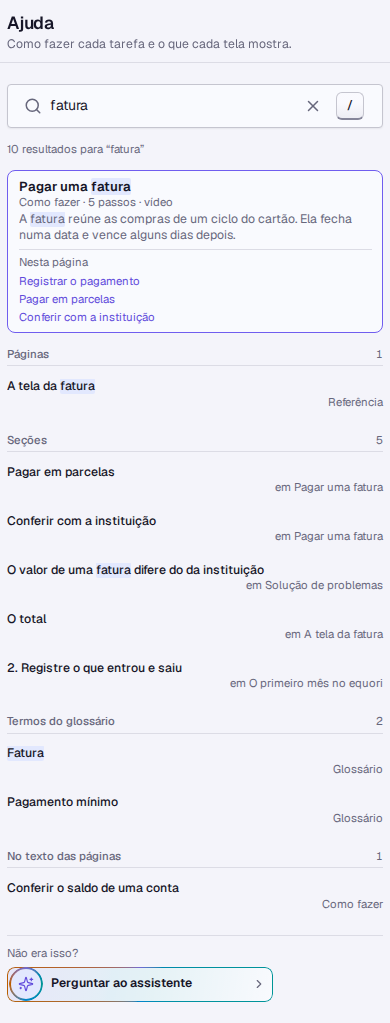 Ajuda
Como fazer cada tarefa e o que cada tela mostra.
fatura
/
10 resultados para “fatura”
Pagar uma fatura
Como fazer · 5 passos · vídeo
A fatura reúne as compras de um ciclo do cartão. Ela fecha
numa data e vence alguns dias depois.
Nesta página
Registrar o pagamento
Pagar em parcelas
Conferir com a instituição
Páginas 1
A tela da fatura
Referência
Seções 5
Pagar em parcelas
em Pagar uma fatura
Conferir com a instituição
em Pagar uma fatura
O valor de uma fatura difere do da instituição
em Solução de problemas
O total
em A tela da fatura
2. Registre o que entrou e saiu
em O primeiro mês no equori
Termos do glossário 2
Fatura
Glossário
Pagamento mínimo
Glossário
No texto das páginas 1
Conferir o saldo de uma conta
Como fazer
Não era isso?
Perguntar ao assistente